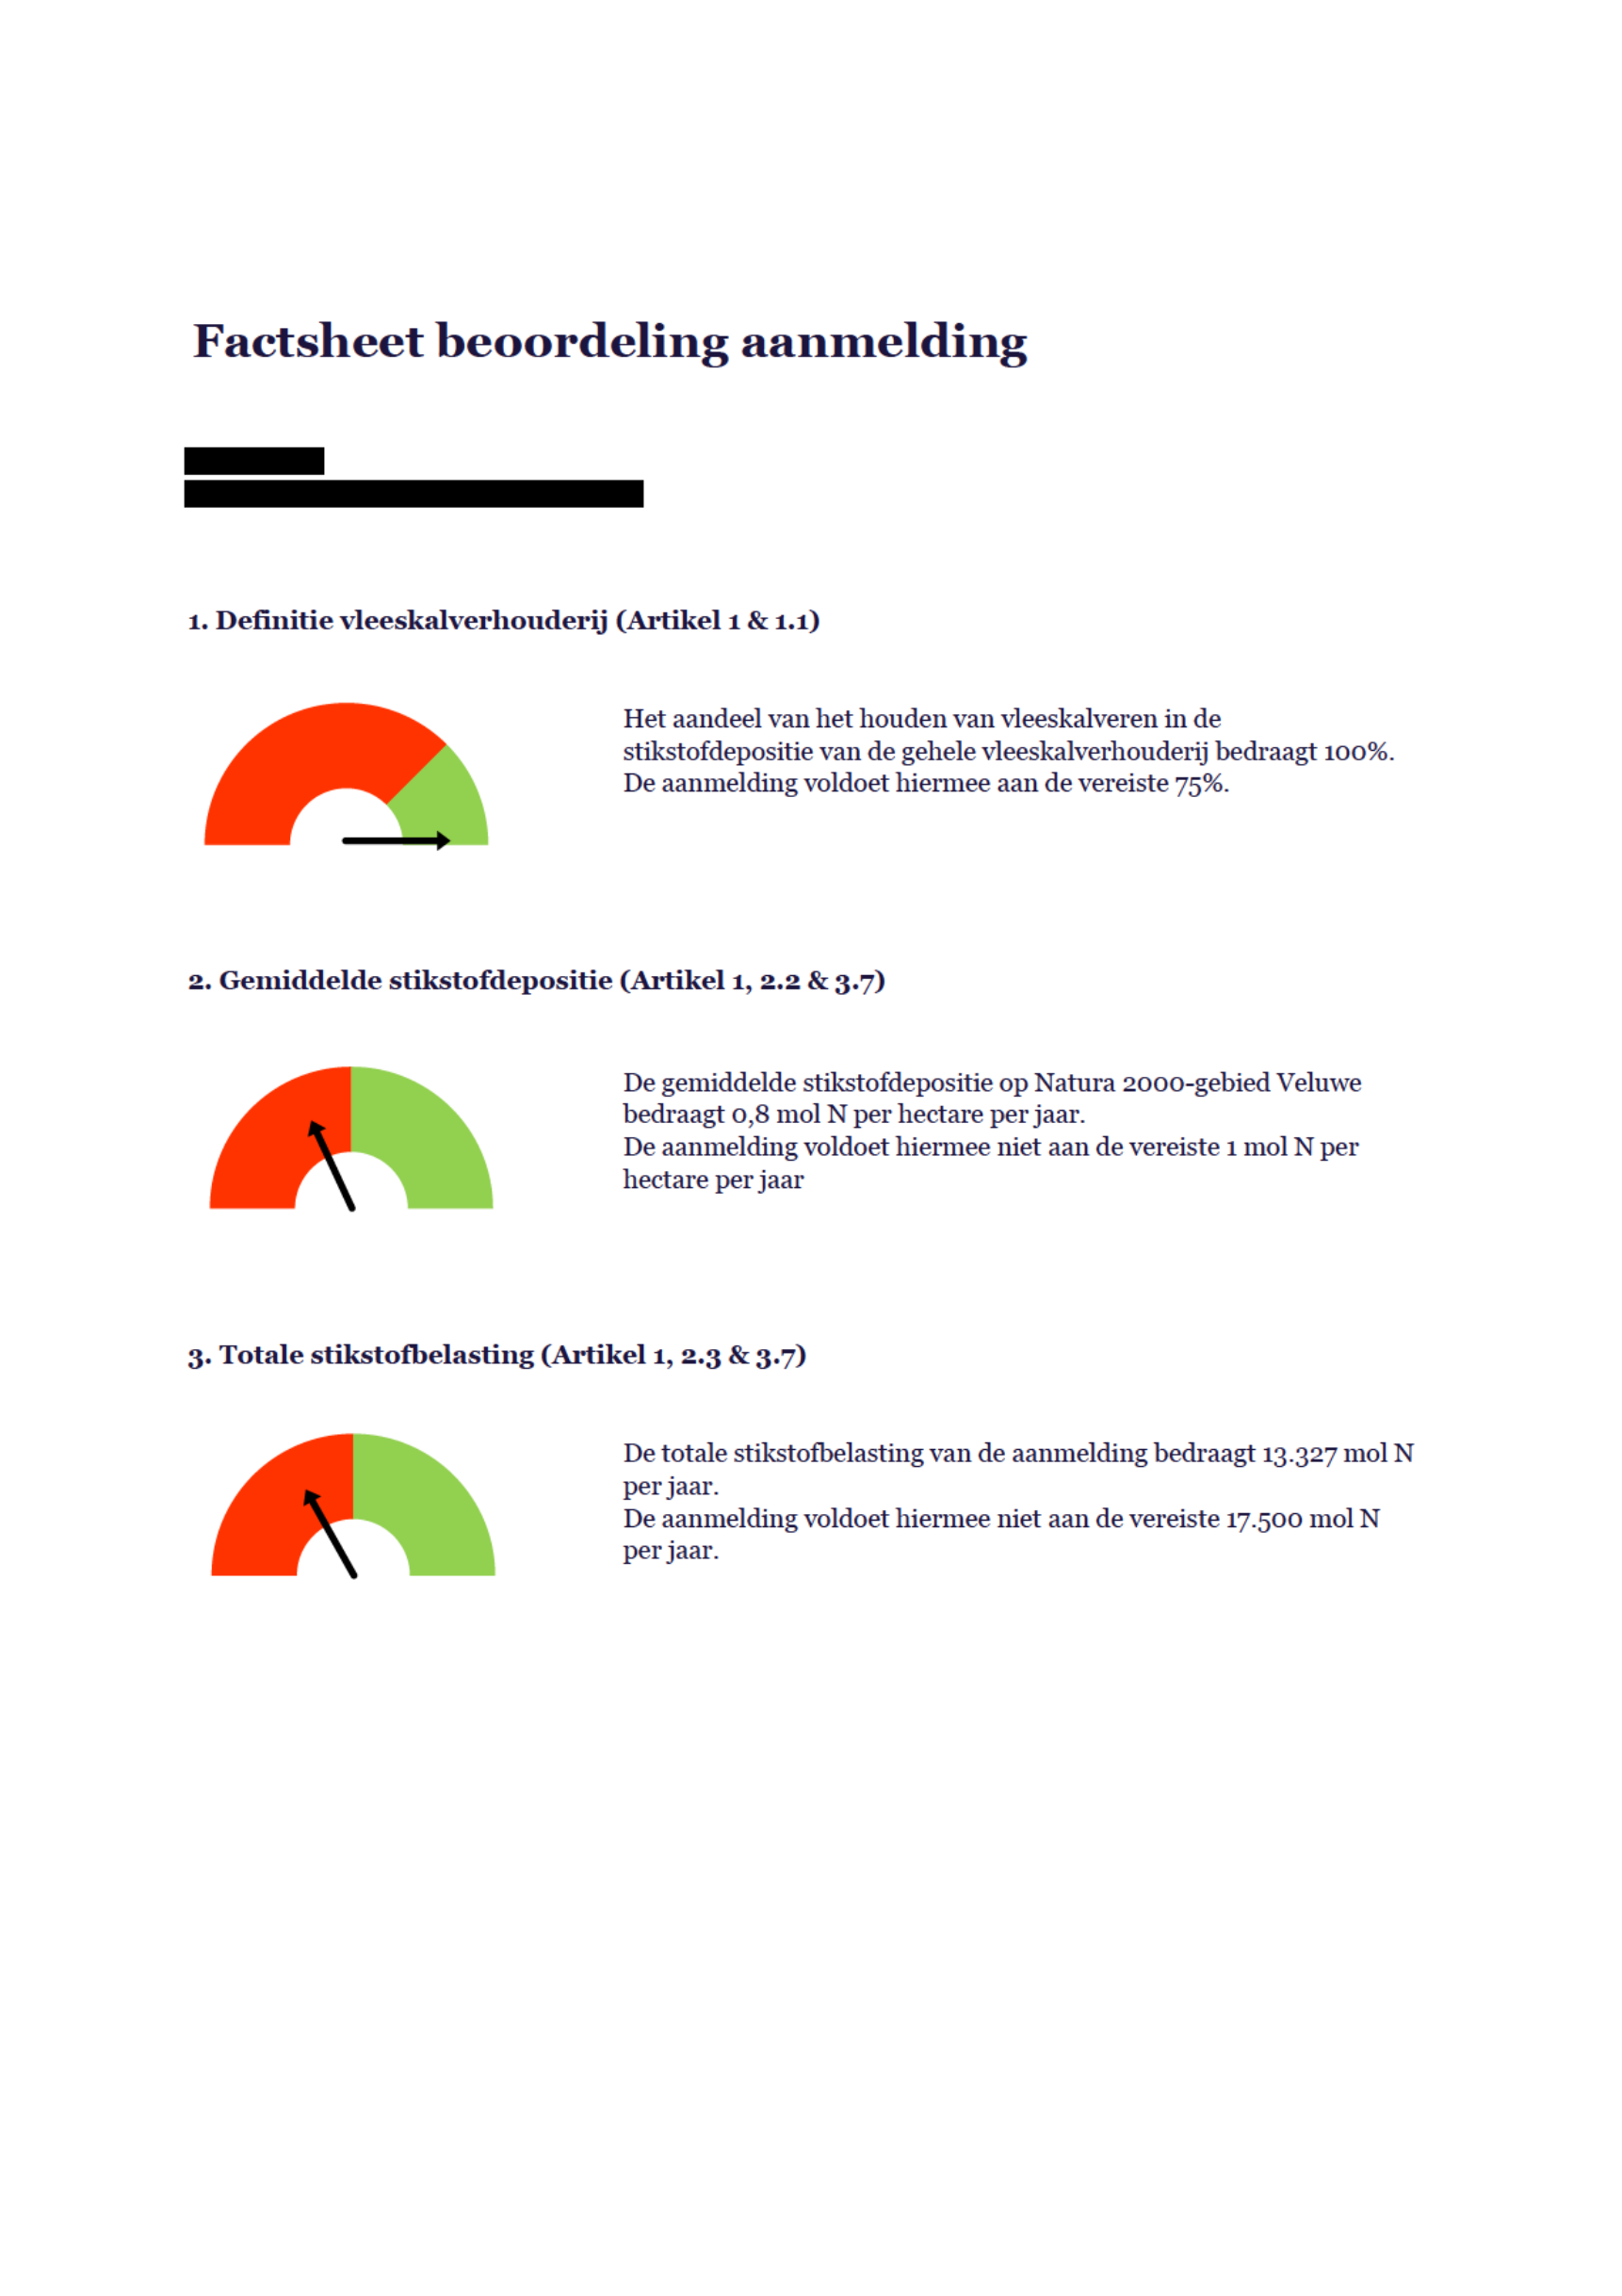 Factsheet beoordeling aanmelding
1. Definitie vleeskalverhouderij (Artikel 1 & 1.1)
Het aandeel van het houden van vleeskalveren in de
stikstofdepositie van de gehele vleeskalverhouderij bedraagt 100%.
De aanmelding voldoet hiermee aan de vereiste 75%.
2. Gemiddelde stikstofdepositie (Artikel 1, 2.2 & 3.7)
De gemiddelde stikstofdepositie op Natura 2000-gebied Veluwe
bedraagt 0,8 mol N per hectare per jaar.
De aanmelding voldoet hiermee niet aan de vereiste 1 mol N per
hectare per jaar
3. Totale stikstofbelasting (Artikel 1, 2.3 & 3.7)
De totale stikstofbelasting van de aanmelding bedraagt 13.327 mol N
per jaar.
De aanmelding voldoet hiermee niet aan de vereiste 17.500 mol N
per jaar.